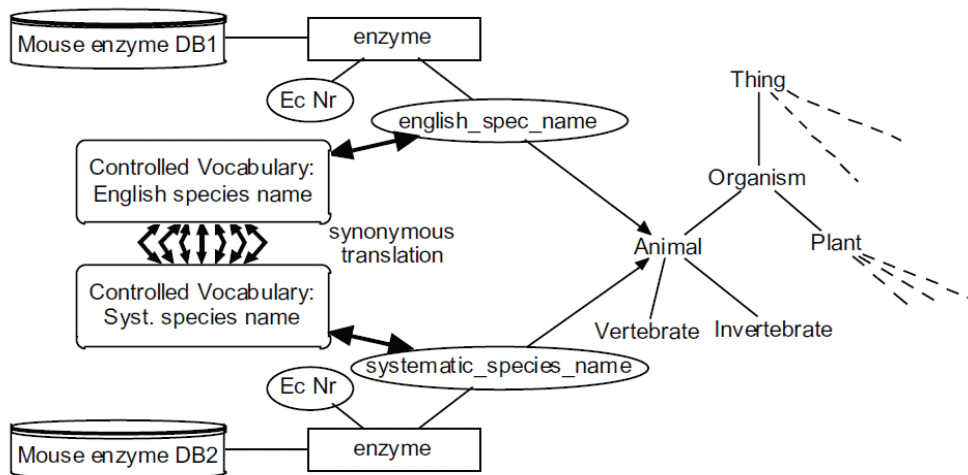 Mouse enzyme DB1
enzyme
Ec Nr
english_spec_name
Controlled Vocabulary:
English species name
synonymous
translation
Controlled Vocabulary:
Syst. species name
systematic_species_name
Ec Nr
Mouse enzyme DB2
enzyme
Thing
Organism
Animal
Plant
Vertebrate
Invertebrate